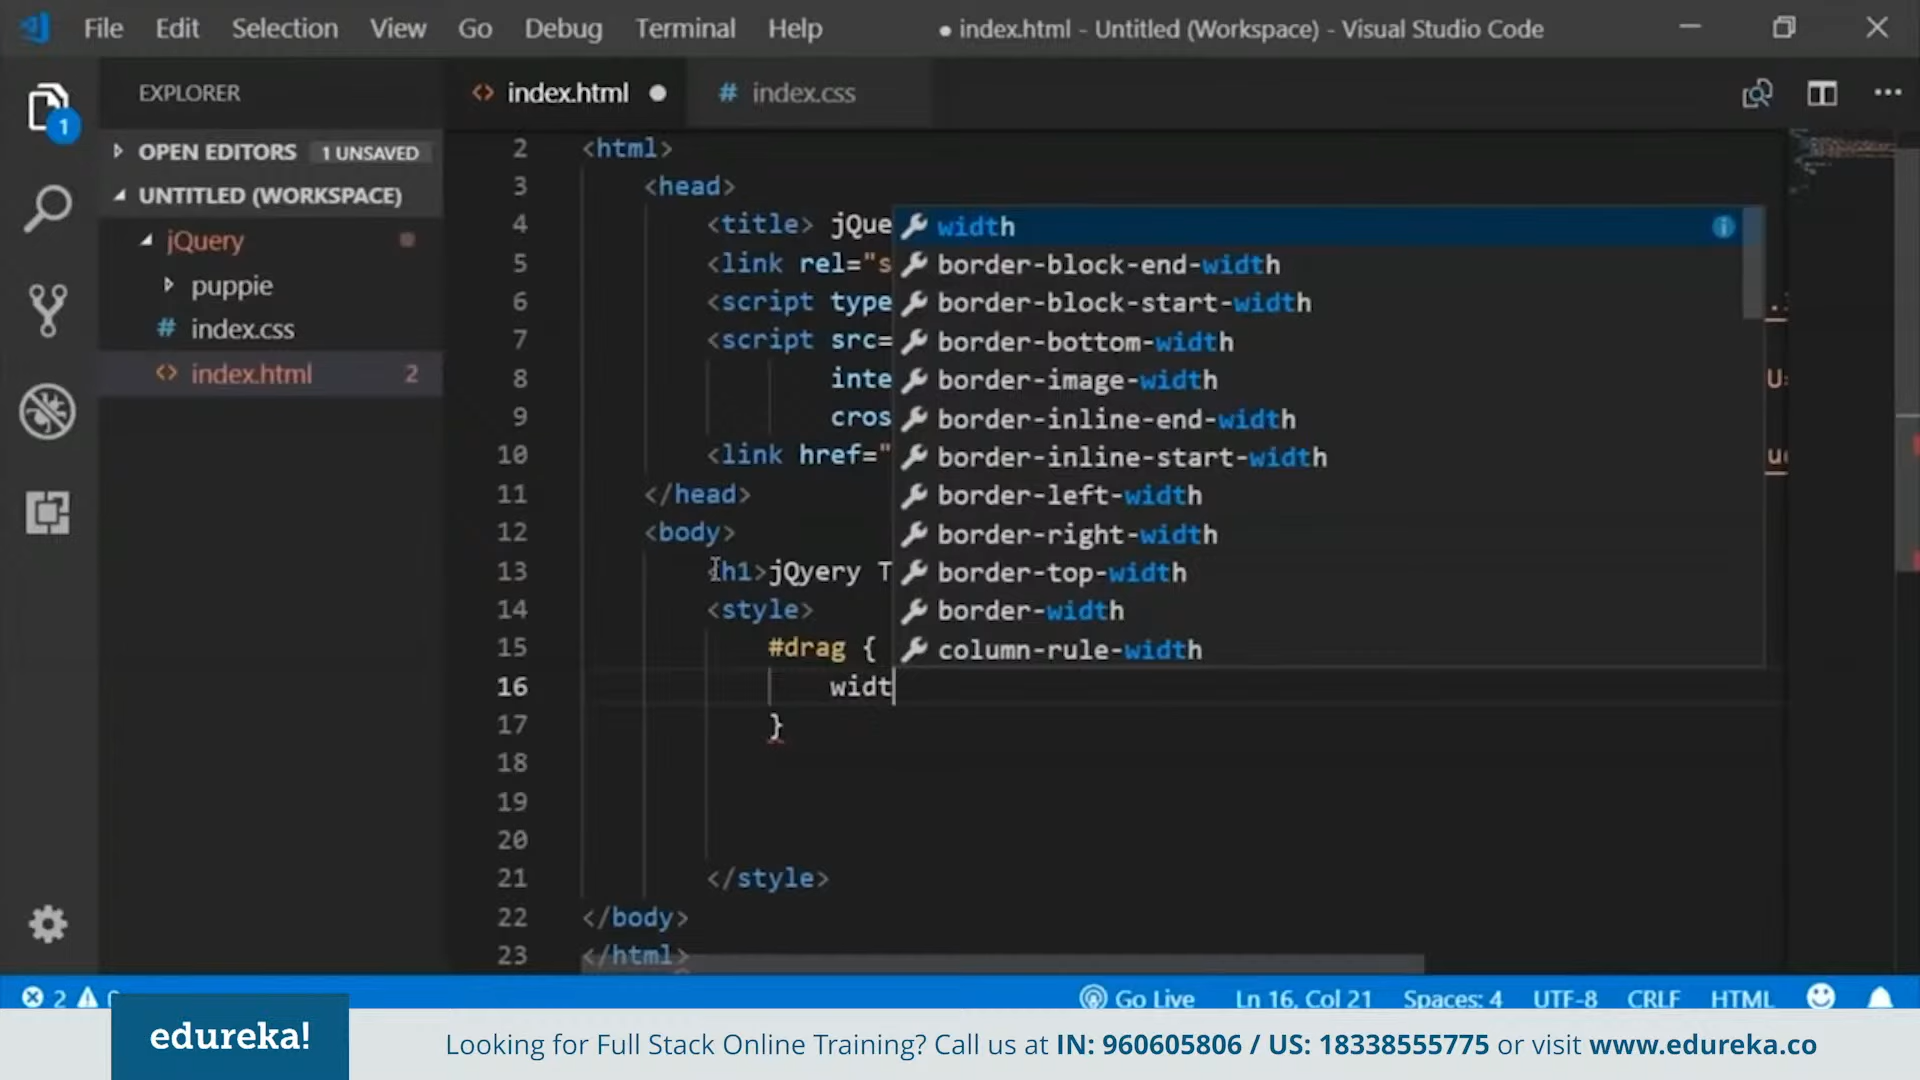 File Edit Selection View Go Debug Terminal Help ● index.html - Untitled (Workspace) - Visual Studio Code
EXPLORER
OPEN EDITORS 1 UNSAVED
UNTITLED (WORKSPACE)
jQuery
puppie
# index.css
<> index.html 2
1
<> index.html ●
# index.css
2 <html>
3 <head>
4 <title> jQue
5 <link rel="s
6 <script type
7 <script src=
8 inte
9 cros
10 <link href="
11 </head>
12 <body>
13 <h1>jQyery T
14 <style>
15 #drag {
16 widt
17 }
18
19
20
21 </style>
22 </body>
23 </html>
width
border-block-end-width
border-block-start-width
border-bottom-width
border-image-width
border-inline-end-width
border-inline-start-width
border-left-width
border-right-width
border-top-width
border-width
column-rule-width
2
Go Live Ln 16, Col 21 Spaces: 4 UTF-8 CRLF HTML
edureka!
Looking for Full Stack Online Training? Call us at IN: 960605806 / US: 18338555775 or visit www.edureka.co